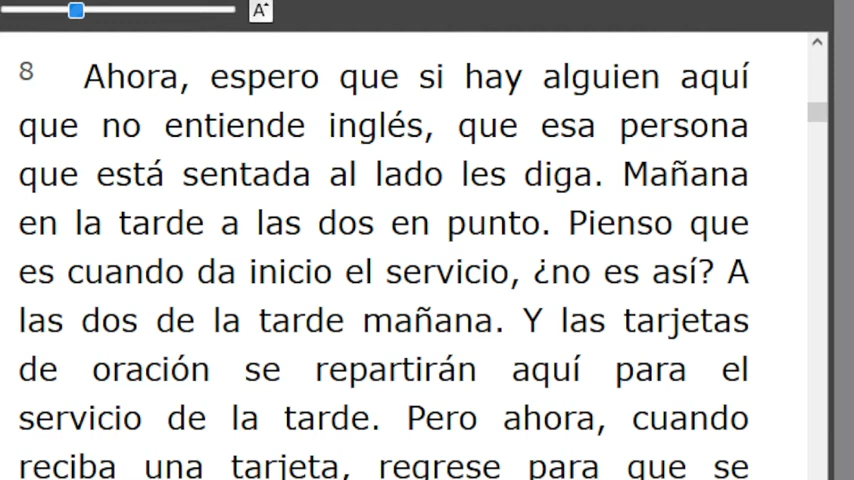 A
8 Ahora, espero que si hay alguien aquí
que no entiende inglés, que esa persona
que está sentada al lado les diga. Mañana
en la tarde a las dos en punto. Pienso que
es cuando da inicio el servicio, ¿no es así? A
las dos de la tarde mañana. Y las tarjetas
de oración se repartirán aquí para el
servicio de la tarde. Pero ahora, cuando
reciba una tarjeta, regrese para que se